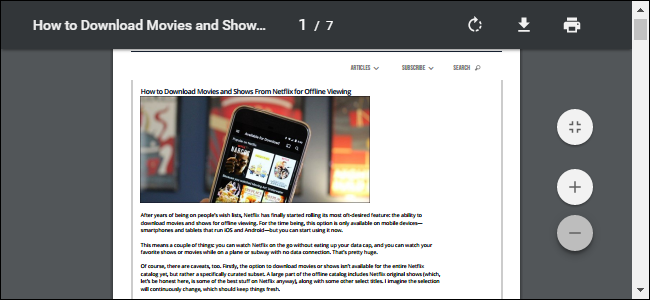 How to Download Movies and Show... 1 / 7
ARTICLES SUBSCRIBE SEARCH
How to Download Movies and Shows From Netflix for Offline Viewing
Available for Download
Popular on Netflix
NARCOS
After years of being on people's wish lists, Netflix has finally started rolling its most oft-desired feature: the ability to
download movies and shows for offline viewing. For the time being, this option is only available on mobile devices—
smartphones and tablets that run iOS and Android—but you can start using it now.
This means a couple of things: you can watch Netflix on the go without eating up your data cap, and you can watch your
favorite shows or movies while on a plane or subway with no data connection. That's pretty huge.
Of course, there are caveats, too. Firstly, the option to download movies or shows isn't available for the entire Netflix
catalog yet, but rather a specifically curated subset. A large part of the offline catalog includes Netflix original shows (which,
let's be honest here, is some of the best stuff on Netflix anyway), along with some other select titles. I imagine the selection
will continuously change, which should keep things fresh.